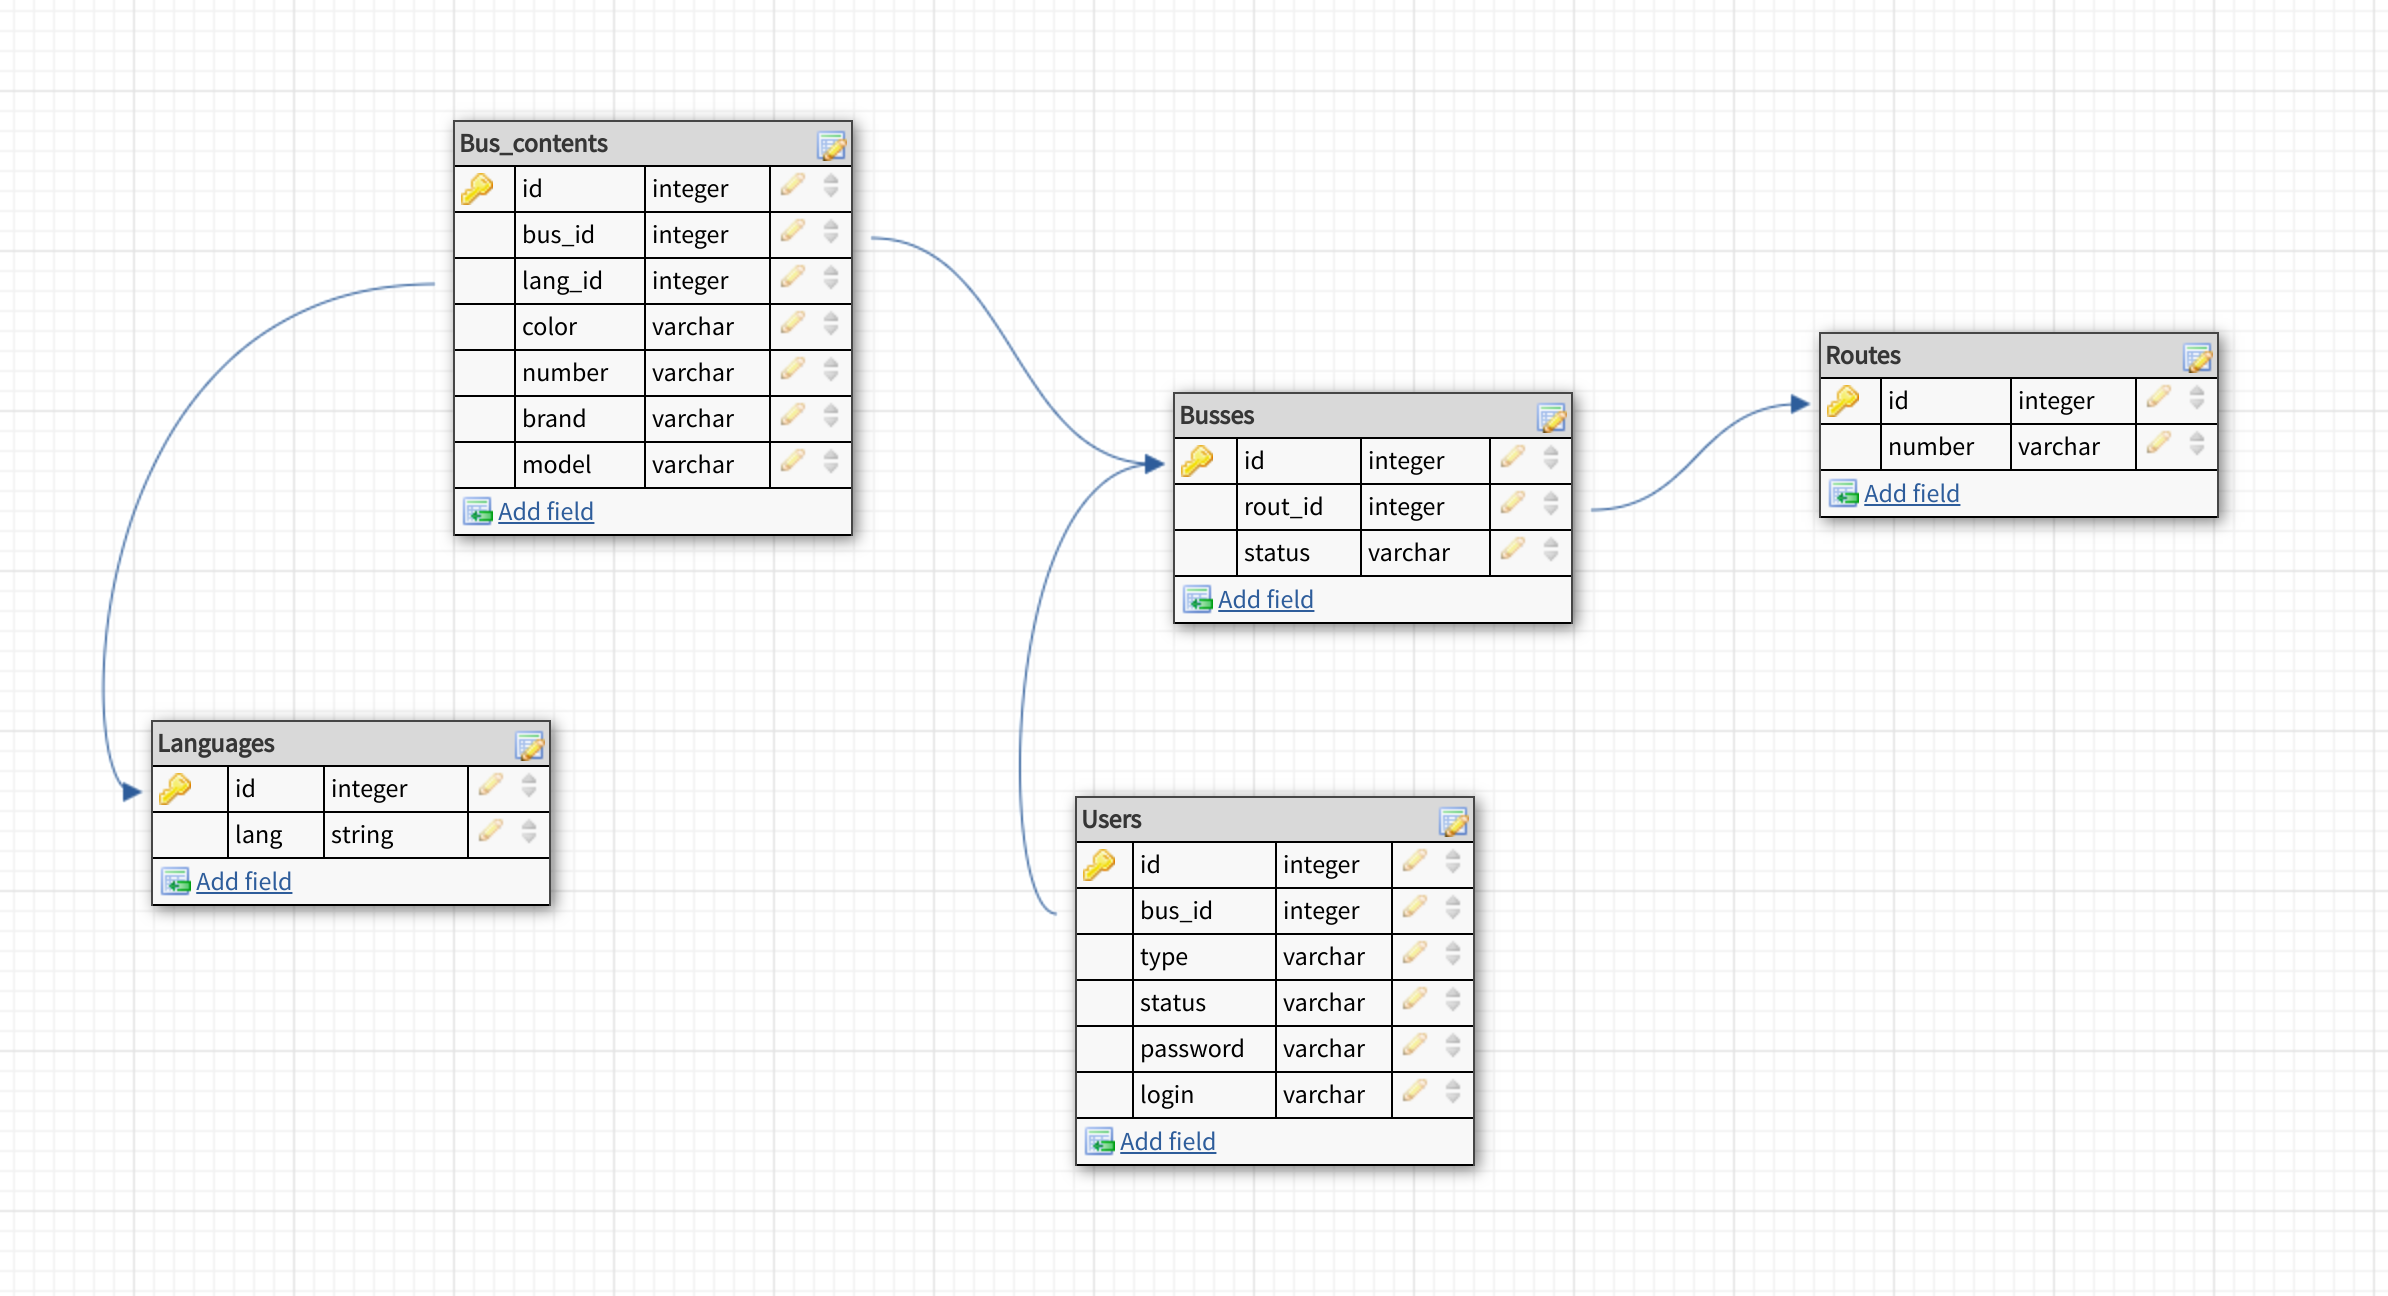 Bus_contents
id integer
bus_id integer
lang_id integer
color varchar
number varchar
brand varchar
model varchar
Add field
Routes
id integer
number varchar
Add field
Busses
id integer
rout_id integer
status varchar
Add field
Languages
id integer
lang string
Add field
Users
id integer
bus_id integer
type varchar
status varchar
password varchar
login varchar
Add field